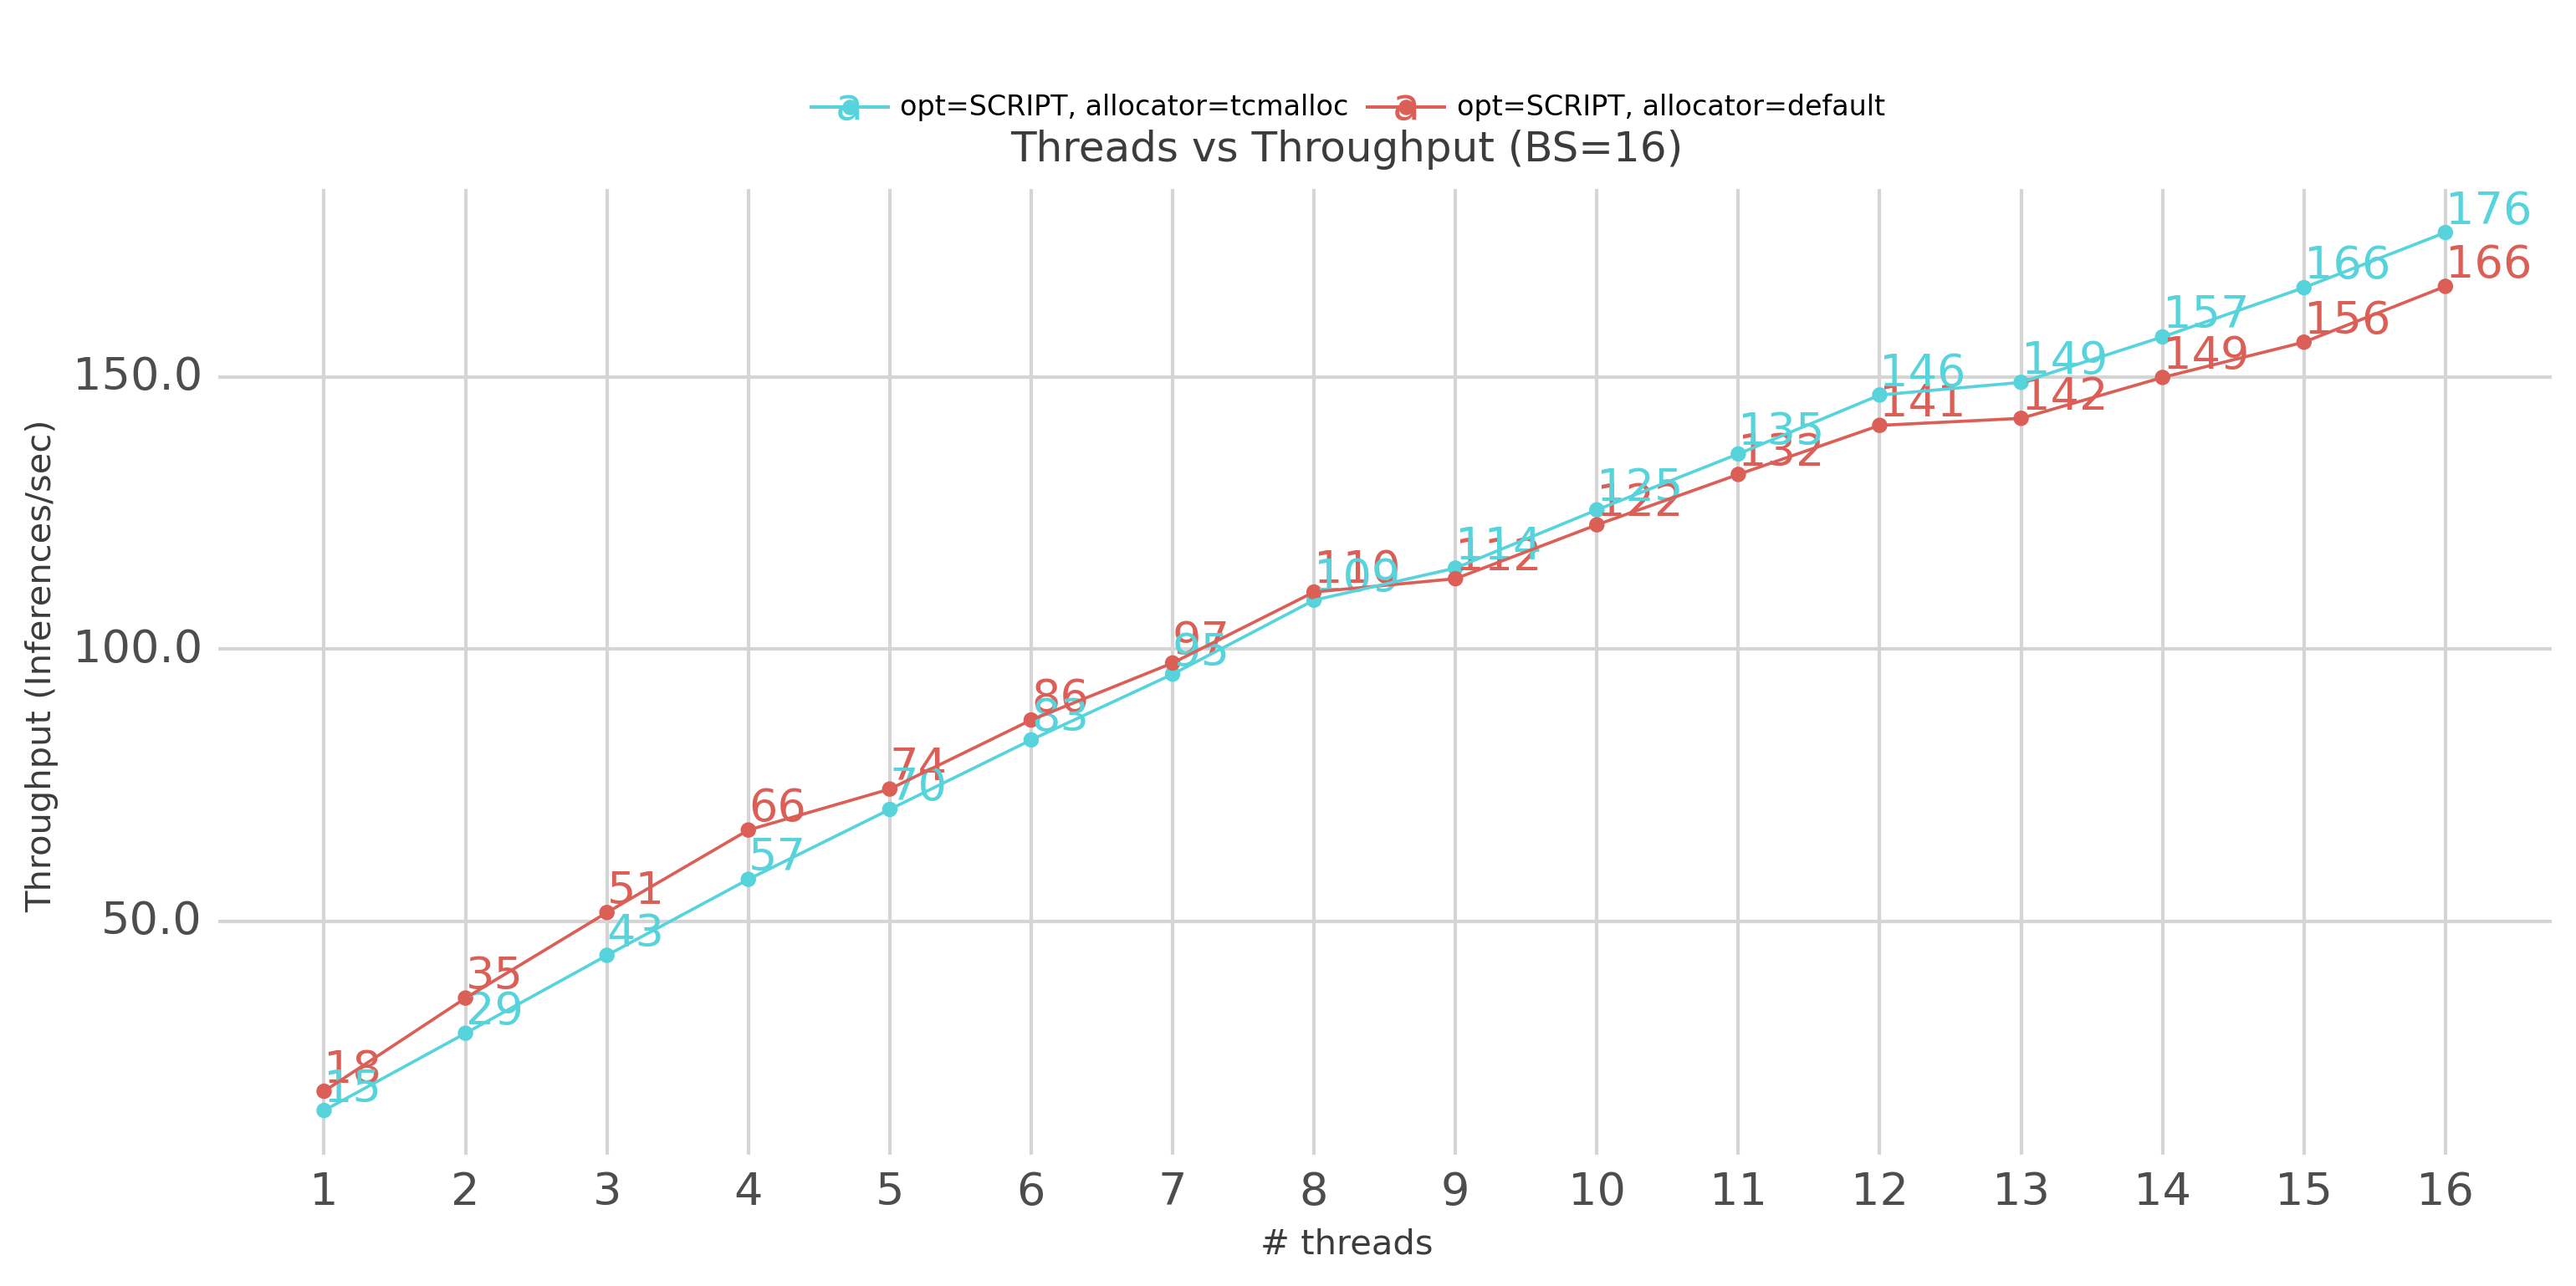 a opt=SCRIPT, allocator=tcmalloc a opt=SCRIPT, allocator=default
Threads vs Throughput (BS=16)
Throughput (Inferences/sec)
150.0
100.0
50.0
18 35 51 66 74 86 97 110 112 122 132 141 142 149 156 166
15 29 43 57 70 83 95 109 114 125 135 146 149 157 166 176
1 2 3 4 5 6 7 8 9 10 11 12 13 14 15 16
# threads